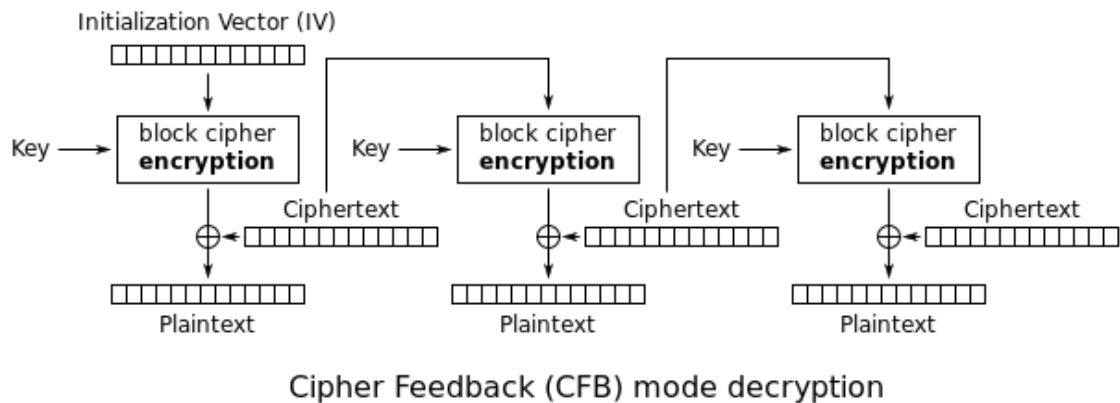 Initialization Vector (IV)
Key
block cipher
encryption
Key
block cipher
encryption
Key
block cipher
encryption
Ciphertext
Ciphertext
Ciphertext
Plaintext
Plaintext
Plaintext
Cipher Feedback (CFB) mode decryption